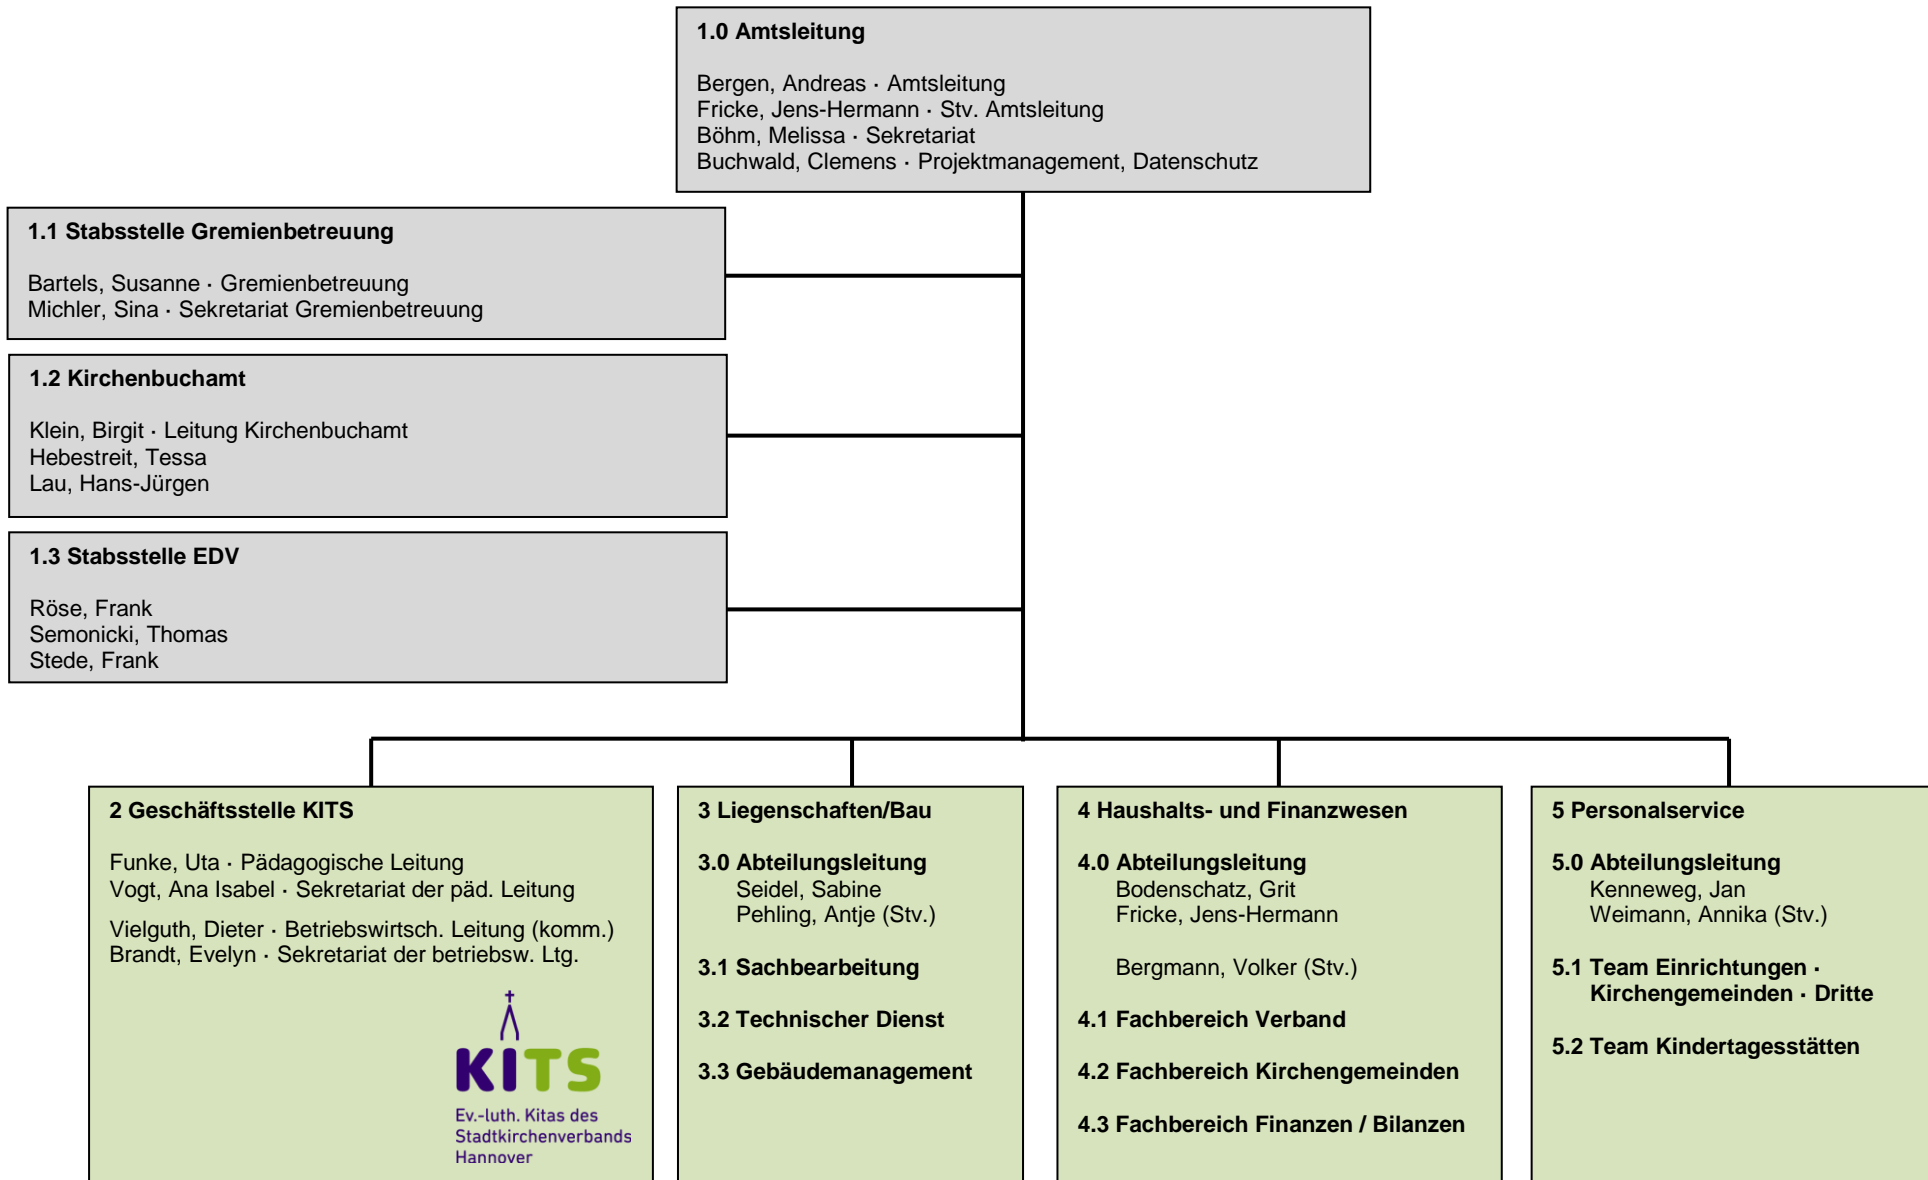 1.0 Amtsleitung
Bergen, Andreas · Amtsleitung
Fricke, Jens-Hermann · Stv. Amtsleitung
Böhm, Melissa · Sekretariat
Buchwald, Clemens · Projektmanagement, Datenschutz
1.1 Stabsstelle Gremienbetreuung
Bartels, Susanne · Gremienbetreuung
Michler, Sina · Sekretariat Gremienbetreuung
1.2 Kirchenbuchamt
Klein, Birgit · Leitung Kirchenbuchamt
Hebestreit, Tessa
Lau, Hans-Jürgen
1.3 Stabsstelle EDV
Röse, Frank
Semonicki, Thomas
Stede, Frank
2 Geschäftsstelle KITS
Funke, Uta · Pädagogische Leitung
Vogt, Ana Isabel · Sekretariat der päd. Leitung
Vielguth, Dieter · Betriebswirtsch. Leitung (komm.)
Brandt, Evelyn · Sekretariat der betriebsw. Ltg.
KITS
Ev.-luth. Kitas des
Stadtkirchenverbands
Hannover
3 Liegenschaften/Bau
3.0 Abteilungsleitung
Seidel, Sabine
Pehling, Antje (Stv.)
3.1 Sachbearbeitung
3.2 Technischer Dienst
3.3 Gebäudemanagement
4 Haushalts- und Finanzwesen
4.0 Abteilungsleitung
Bodenschatz, Grit
Fricke, Jens-Hermann
Bergmann, Volker (Stv.)
4.1 Fachbereich Verband
4.2 Fachbereich Kirchengemeinden
4.3 Fachbereich Finanzen / Bilanzen
5 Personalservice
5.0 Abteilungsleitung
Kenneweg, Jan
Weimann, Annika (Stv.)
5.1 Team Einrichtungen ·
Kirchengemeinden · Dritte
5.2 Team Kindertagesstätten